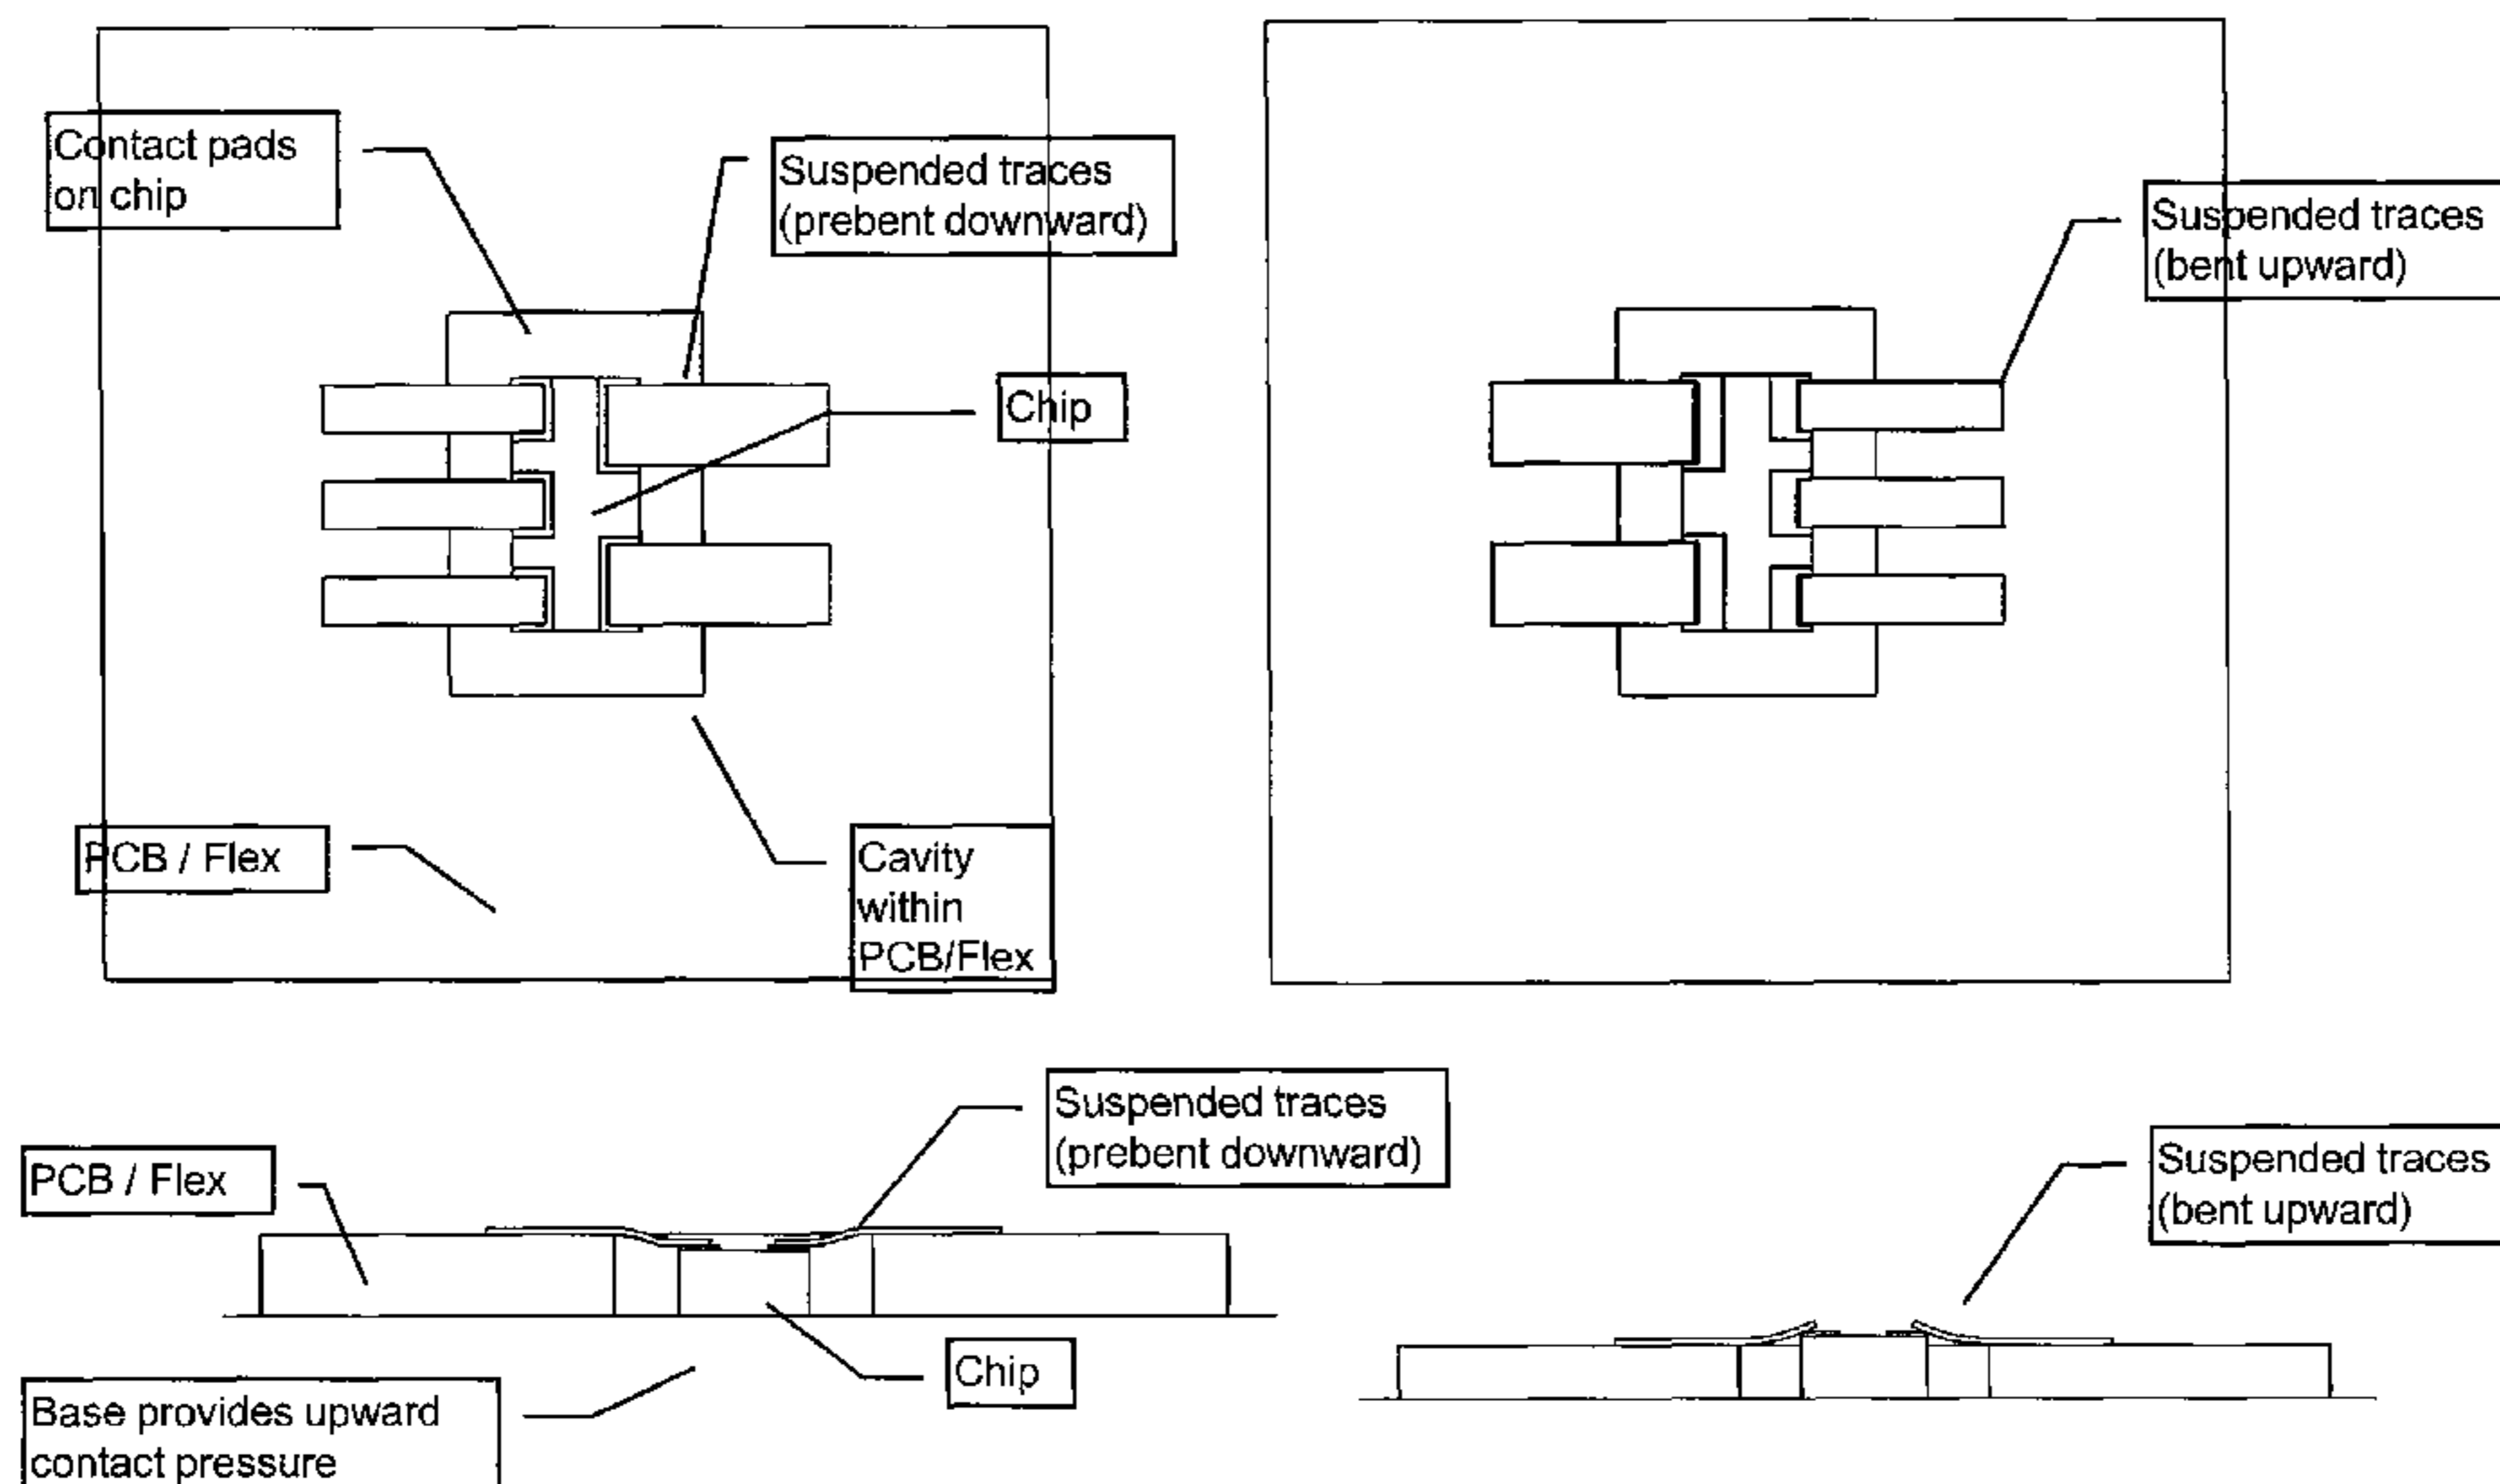 Contact pads
on chip
Suspended traces
(prebent downward)
Suspended traces
(bent upward)
Chip
PCB / Flex
Cavity
within
PCB/Flex
Suspended traces
(prebent downward)
PCB / Flex
Suspended traces
(bent upward)
Chip
Base provides upward
contact pressure